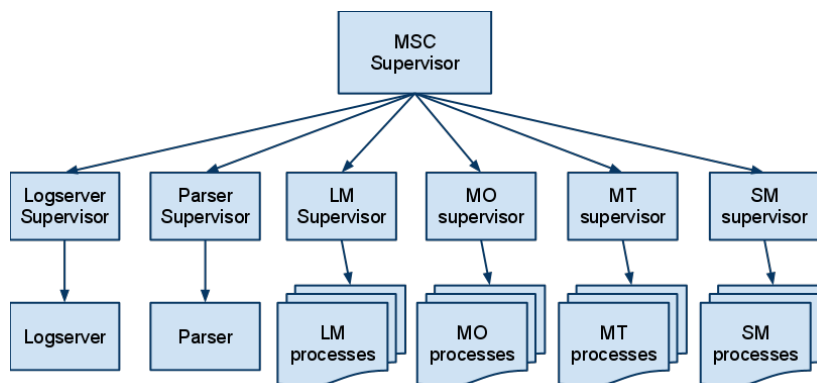 MSC
Supervisor
Logserver
Supervisor
Parser
Supervisor
LM
Supervisor
MO
supervisor
MT
supervisor
SM
supervisor
Logserver
Parser
LM
processes
MO
processes
MT
processes
SM
processes